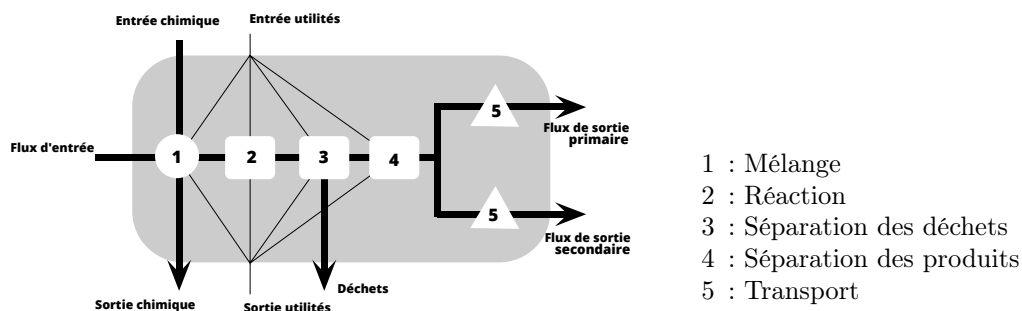 Entrée chimique
Entrée utilités
Flux d'entrée
1
2
3
4
5
Flux de sortie
primaire
5
Flux de sortie
secondaire
Déchets
Sortie chimique
Sortie utilités
1 : Mélange
2 : Réaction
3 : Séparation des déchets
4 : Séparation des produits
5 : Transport